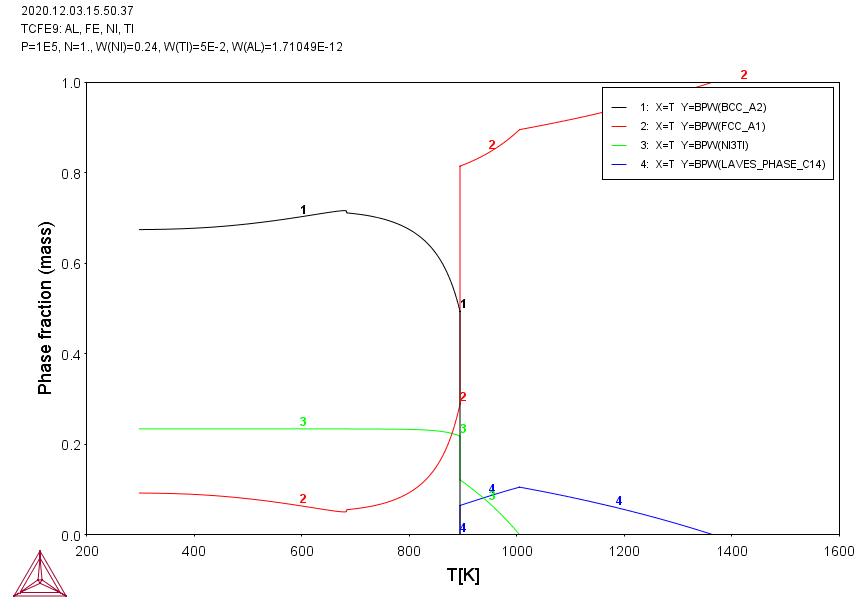 2020.12.03.15.50.37
TCFE9: AL, FE, NI, TI
P=1E5, N=1., W(NI)=0.24, W(TI)=5E-2, W(AL)=1.71049E-12
1.0
0.8
0.6
0.4
0.2
0.0
Phase fraction (mass)
2
1: X=T Y=BPW(BCC_A2)
2: X=T Y=BPW(FCC_A1)
3: X=T Y=BPW(NI3TI)
4: X=T Y=BPW(LAVES_PHASE_C14)
2
1
1
2
3
3
4
3
2
4
4
200 400 600 800 1000 1200 1400 1600
T[K]